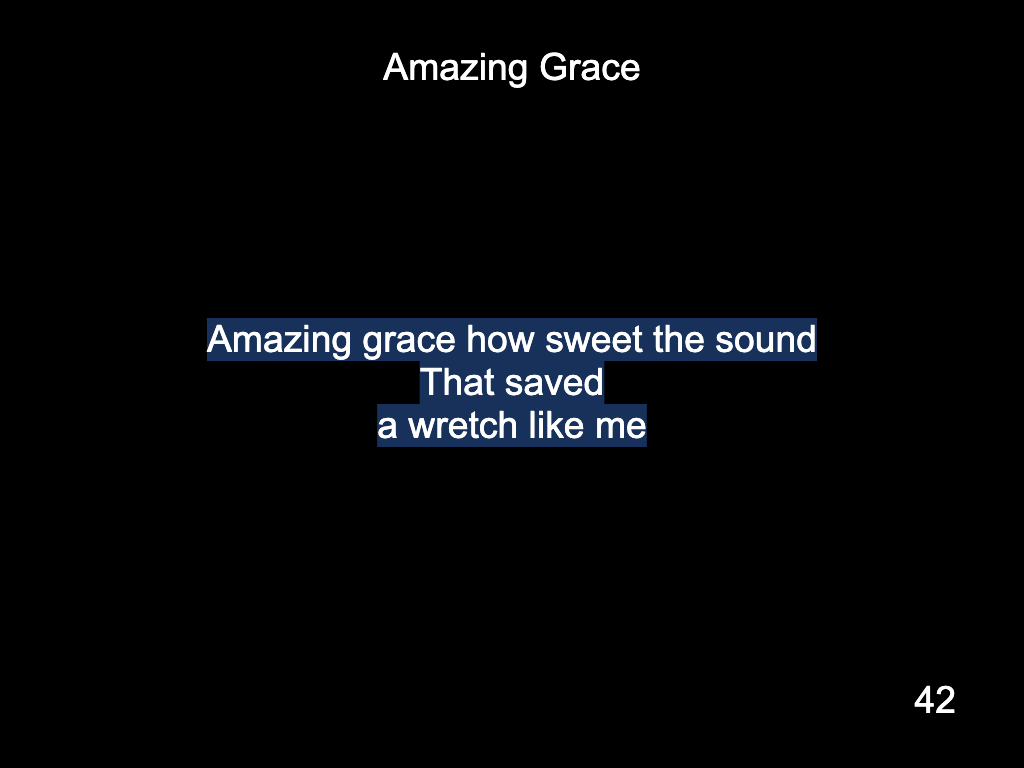 Amazing Grace
Amazing grace how sweet the sound
That saved
a wretch like me
42